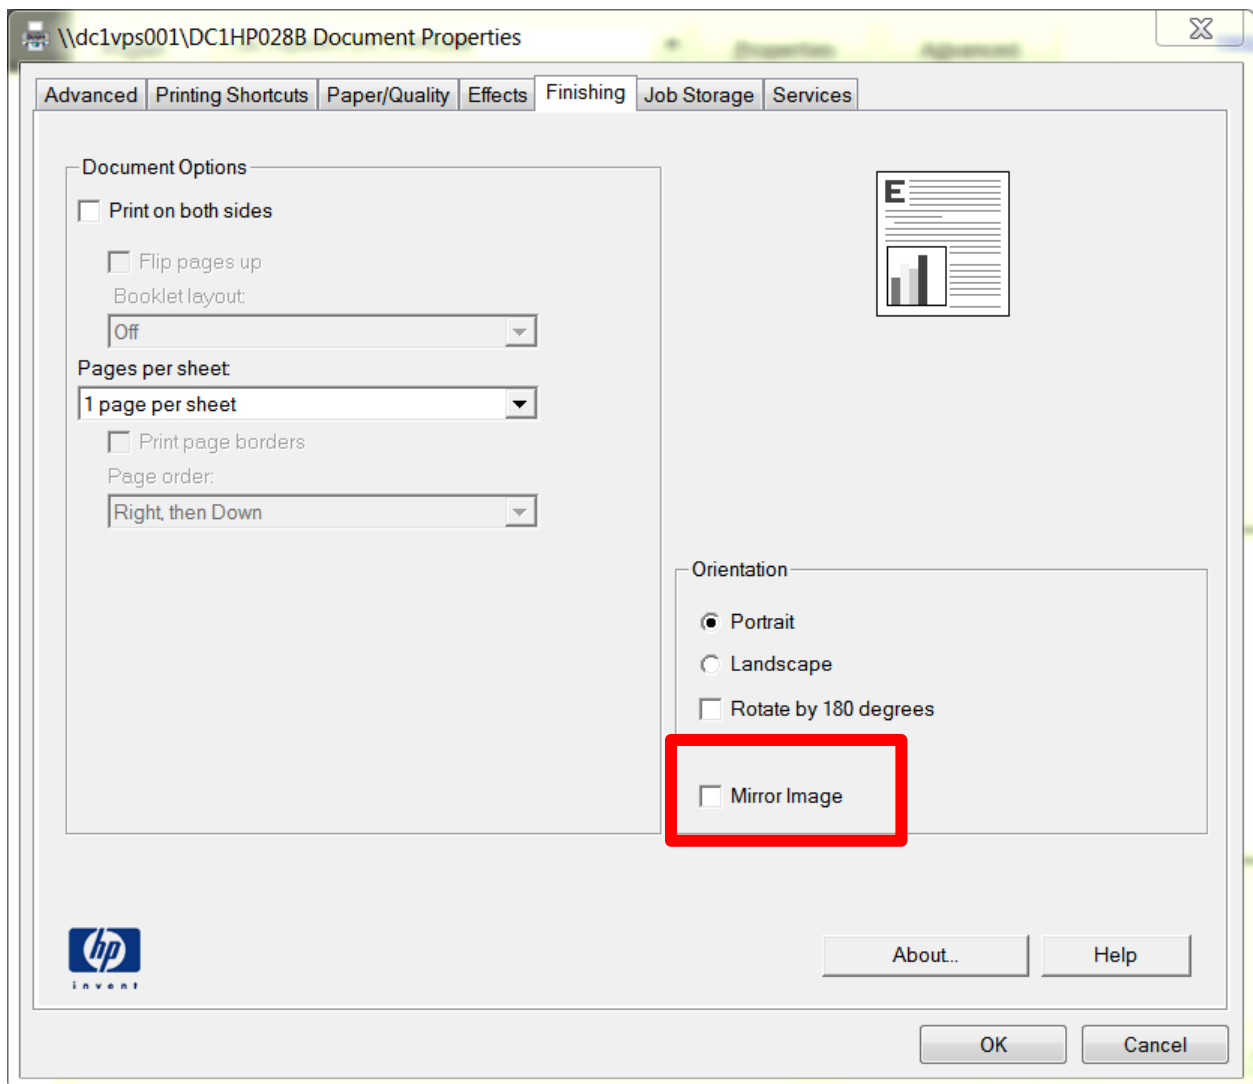 \\dc1vps001\DC1HP028B Document Properties
Properties
Advanced
Advanced Printing Shortcuts Paper/Quality Effects Finishing Job Storage Services
Document Options
Print on both sides
Flip pages up
Booklet layout:
Off
Pages per sheet:
1 page per sheet
Print page borders
Page order:
Right, then Down
E
Orientation
Portrait
Landscape
Rotate by 180 degrees
Mirror Image
hp
invent
About...
Help
OK
Cancel